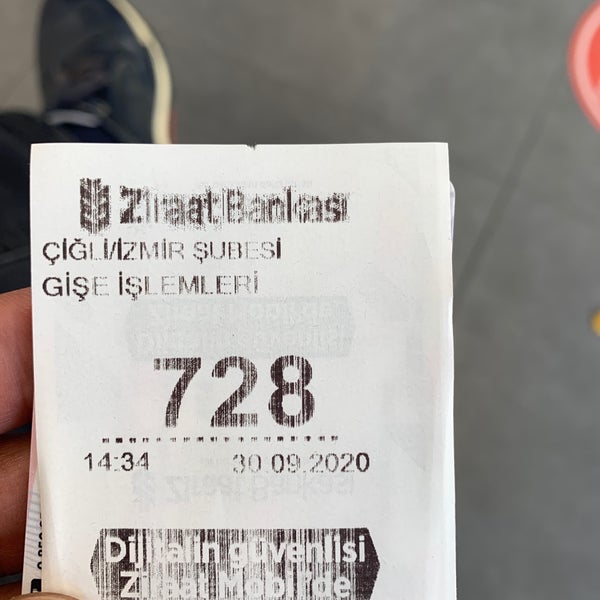 Ziraat Bankası
ÇİĞLİ/İZMİR ŞUBESİ
GİŞE İŞLEMLERİ
728
14:34 30.09.2020
Dijitalin güvenlisi
Ziraat Mobil'de